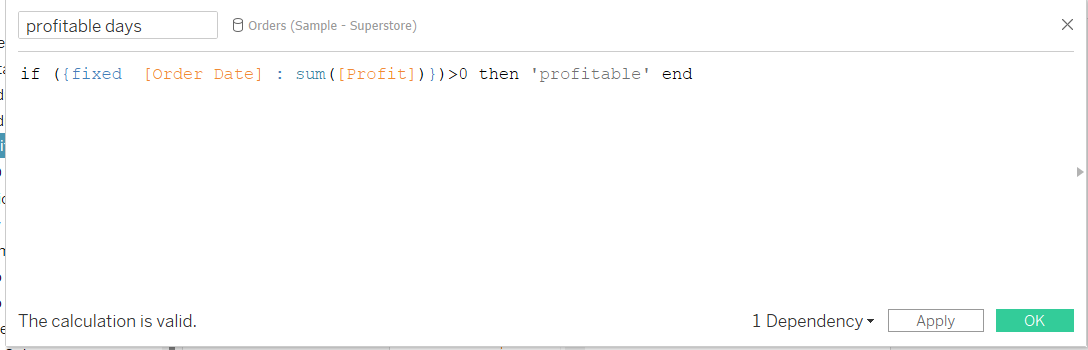 profitable days
Orders (Sample - Superstore)
if ({fixed  [Order Date] : sum([Profit])})>0 then 'profitable' end
The calculation is valid.
1 Dependency
Apply
OK